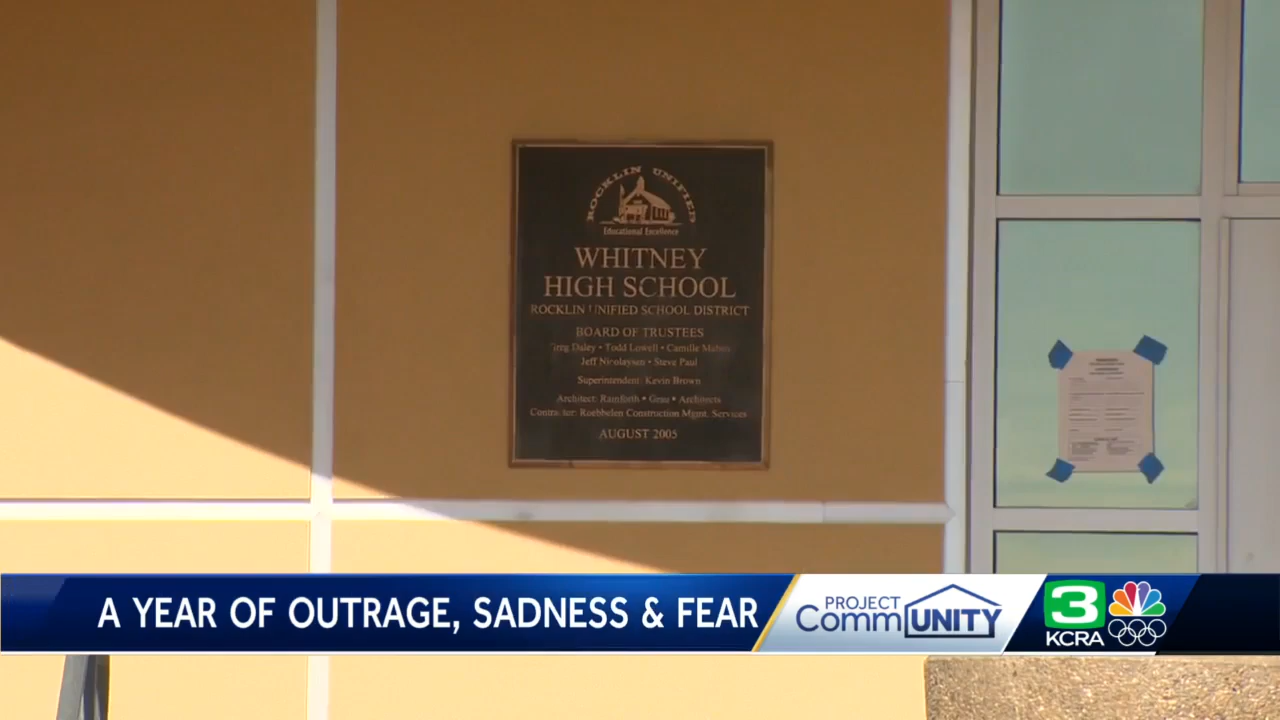 ROCKLIN UNIFIED
Educational Excellence
WHITNEY
HIGH SCHOOL
ROCKLIN UNIFIED SCHOOL DISTRICT
BOARD OF TRUSTEES
Daley • Todd Lowell • Camille
Jeff Nicolaysen • Steve Paul
Superintendent: Kevin Brown
Architect: Rainforth • Grau • Architects
Contractor: Roebbelen Construction Mgmt. Services
AUGUST 2005
A YEAR OF OUTRAGE, SADNESS & FEAR
PROJECT
CommUNITY
3
KCRA